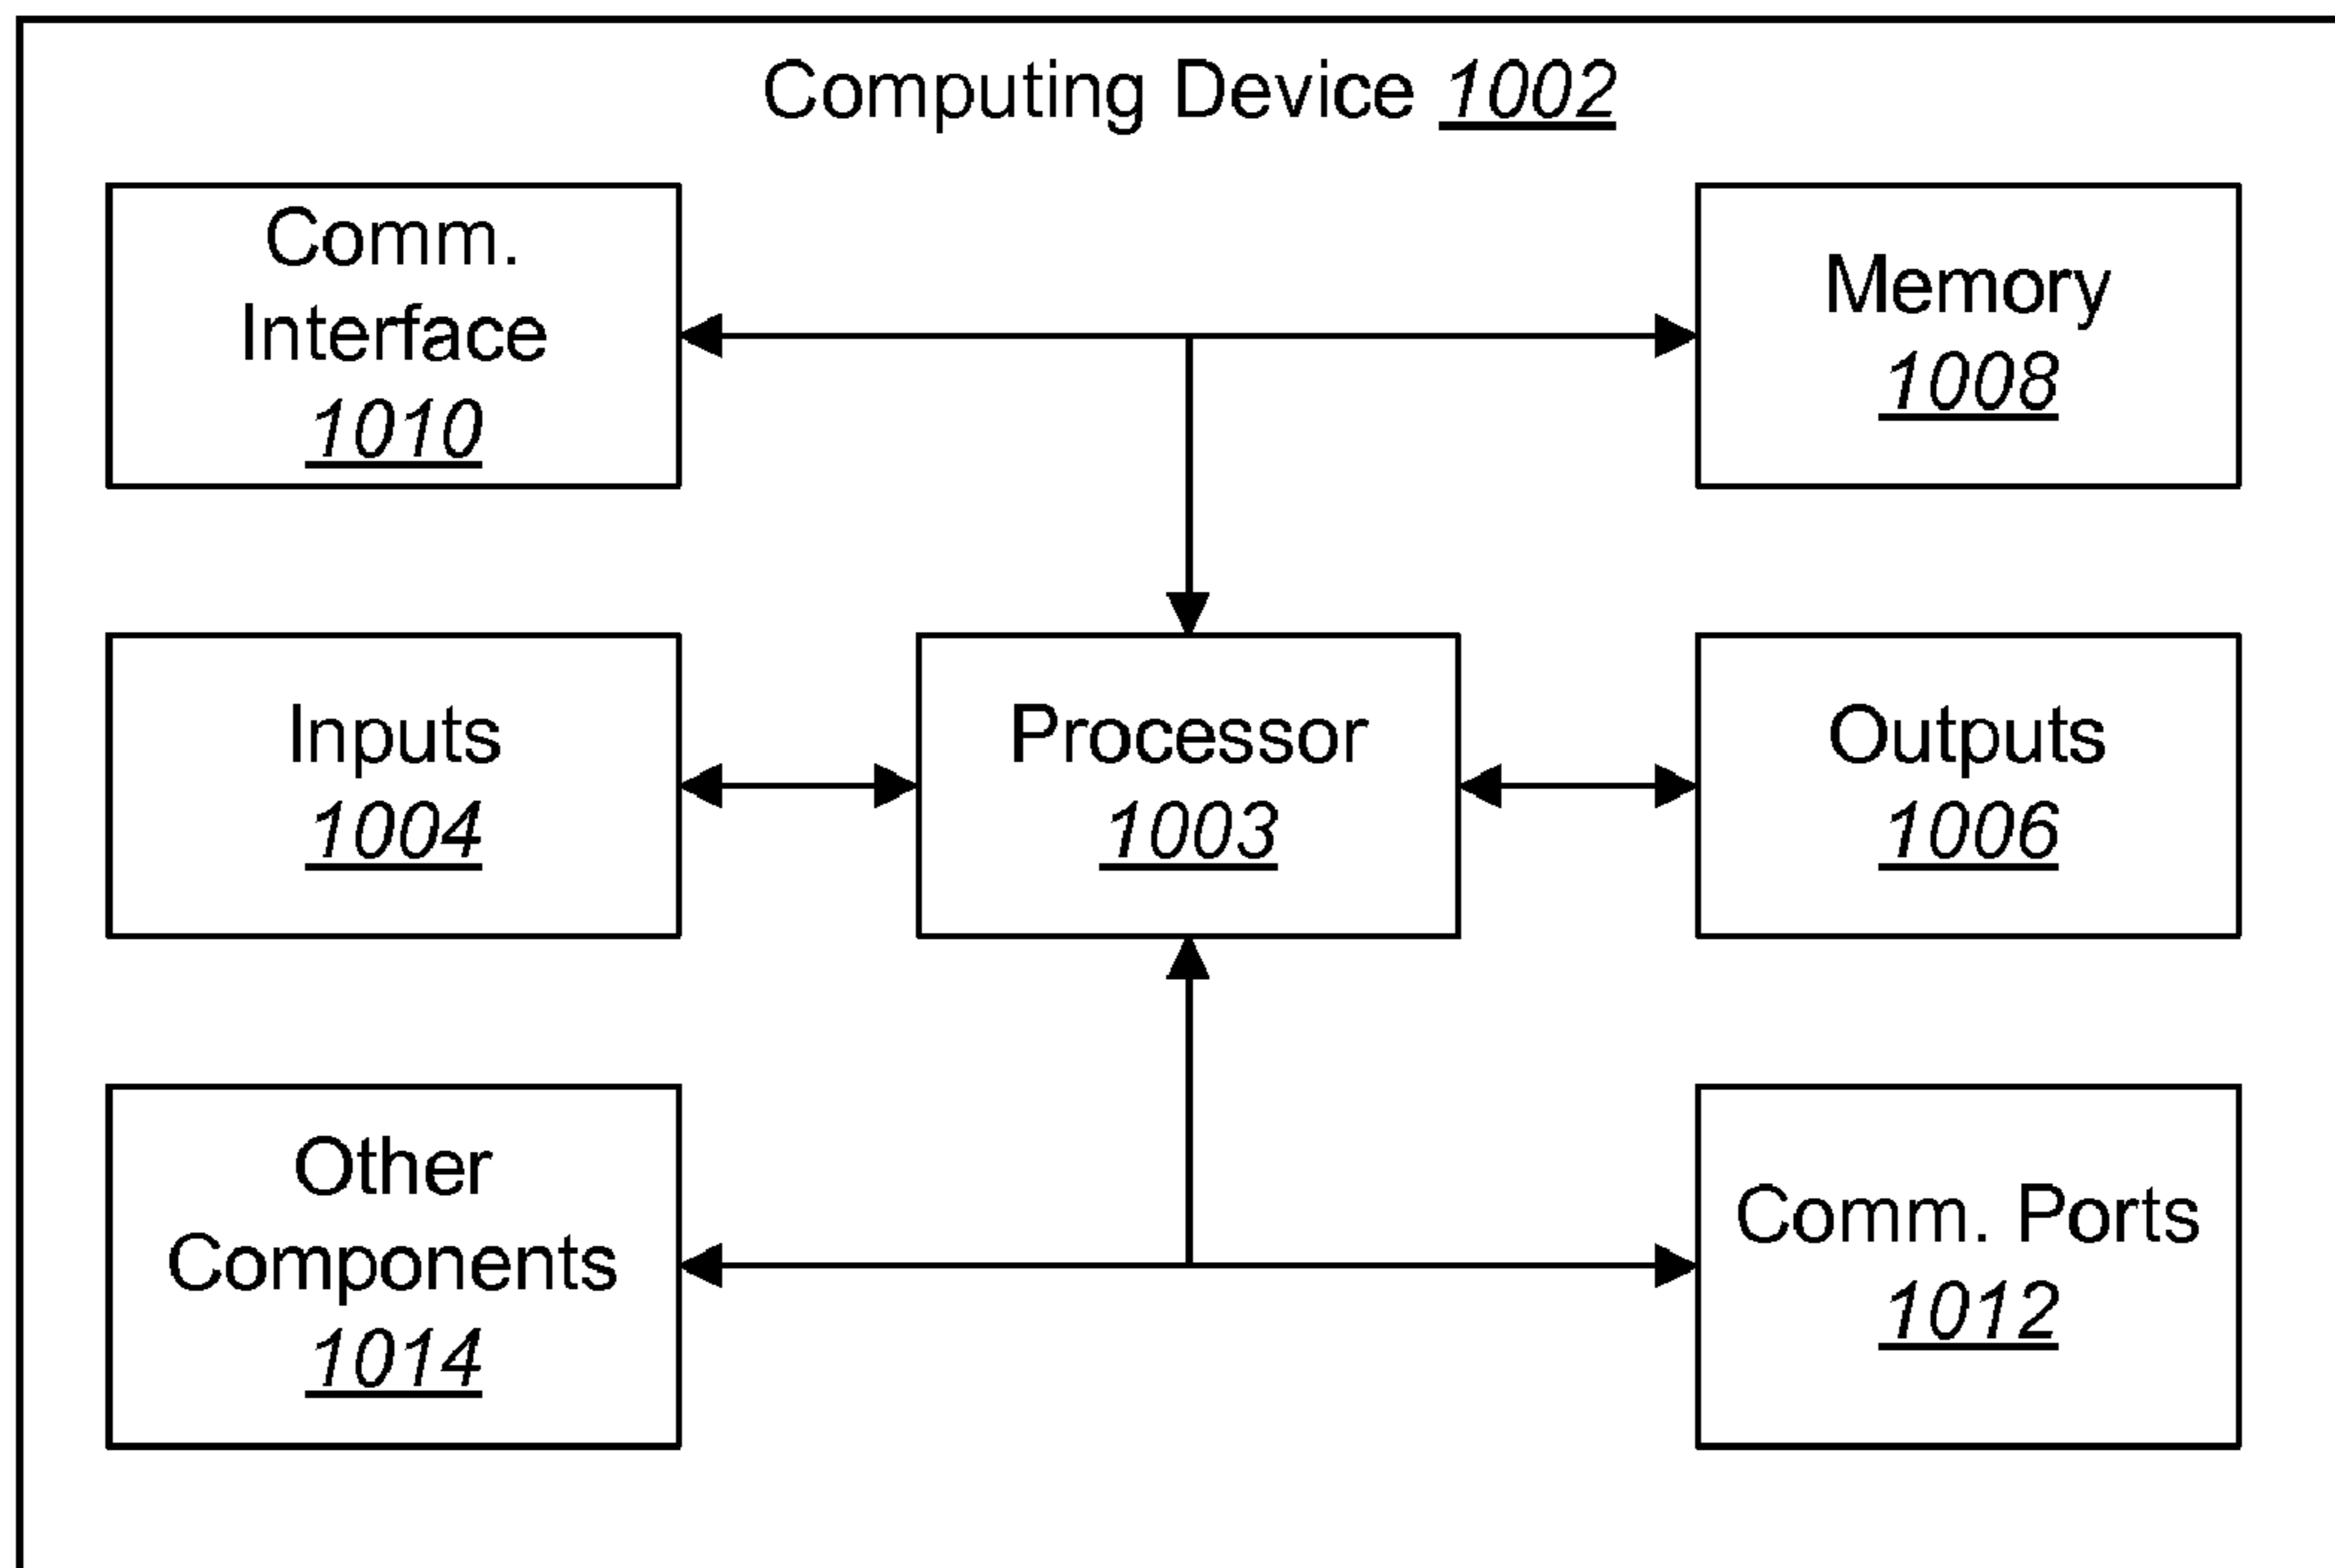 Computing Device 1002
Comm.
Interface
1010
Memory
1008
Inputs
1004
Processor
1003
Outputs
1006
Other
Components
1014
Comm. Ports
1012